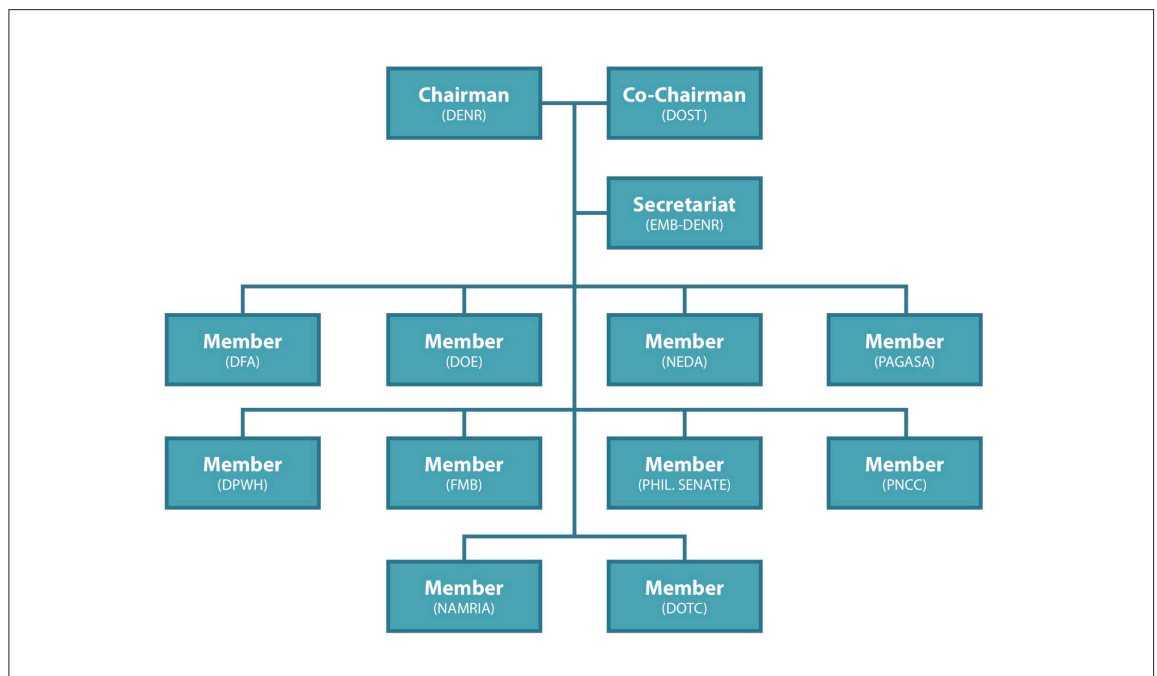 Chairman
(DENR)
Co-Chairman
(DOST)
Secretariat
(EMB-DENR)
Member
(DFA)
Member
(DOE)
Member
(NEDA)
Member
(PAGASA)
Member
(DPWH)
Member
(FMB)
Member
(PHIL. SENATE)
Member
(PNCC)
Member
(NAMRIA)
Member
(DOTC)